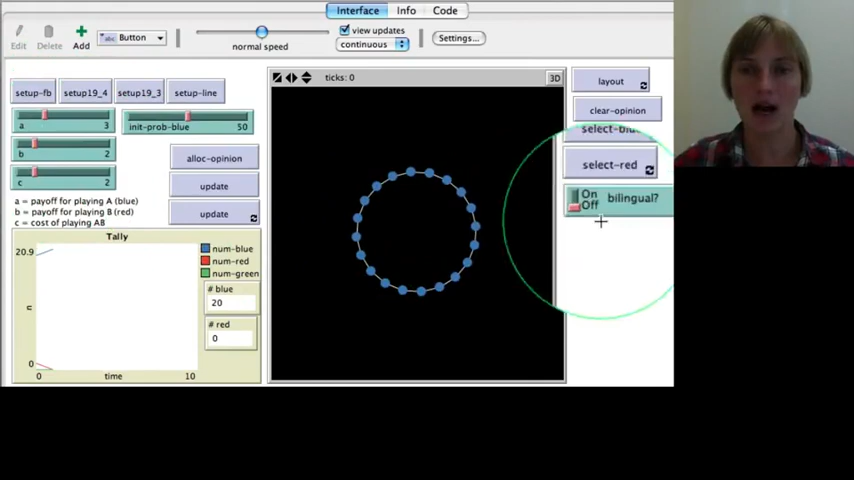 Interface Info Code
Edit Delete Add Button normal speed view updates continuous Settings...
setup-fb setup19_4 setup19_3 setup-line
a 3
init-prob-blue 50
b 2
c 2
alloc-opinion
update
update
a = payoff for playing A (blue)
b = payoff for playing B (red)
c = cost of playing AB
Tally
20.9
n
0
0 time 10
num-blue
num-red
num-green
# blue
20
# red
0
ticks: 0
3D
layout
clear-opinion
select-blue
select-red
On
Off
bilingual?